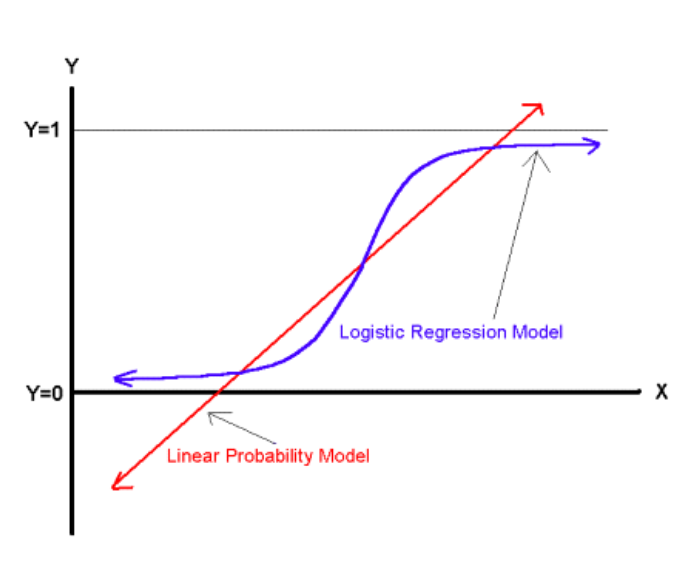 Y
Y=1
Logistic Regression Model
Y=0
X
Linear Probability Model